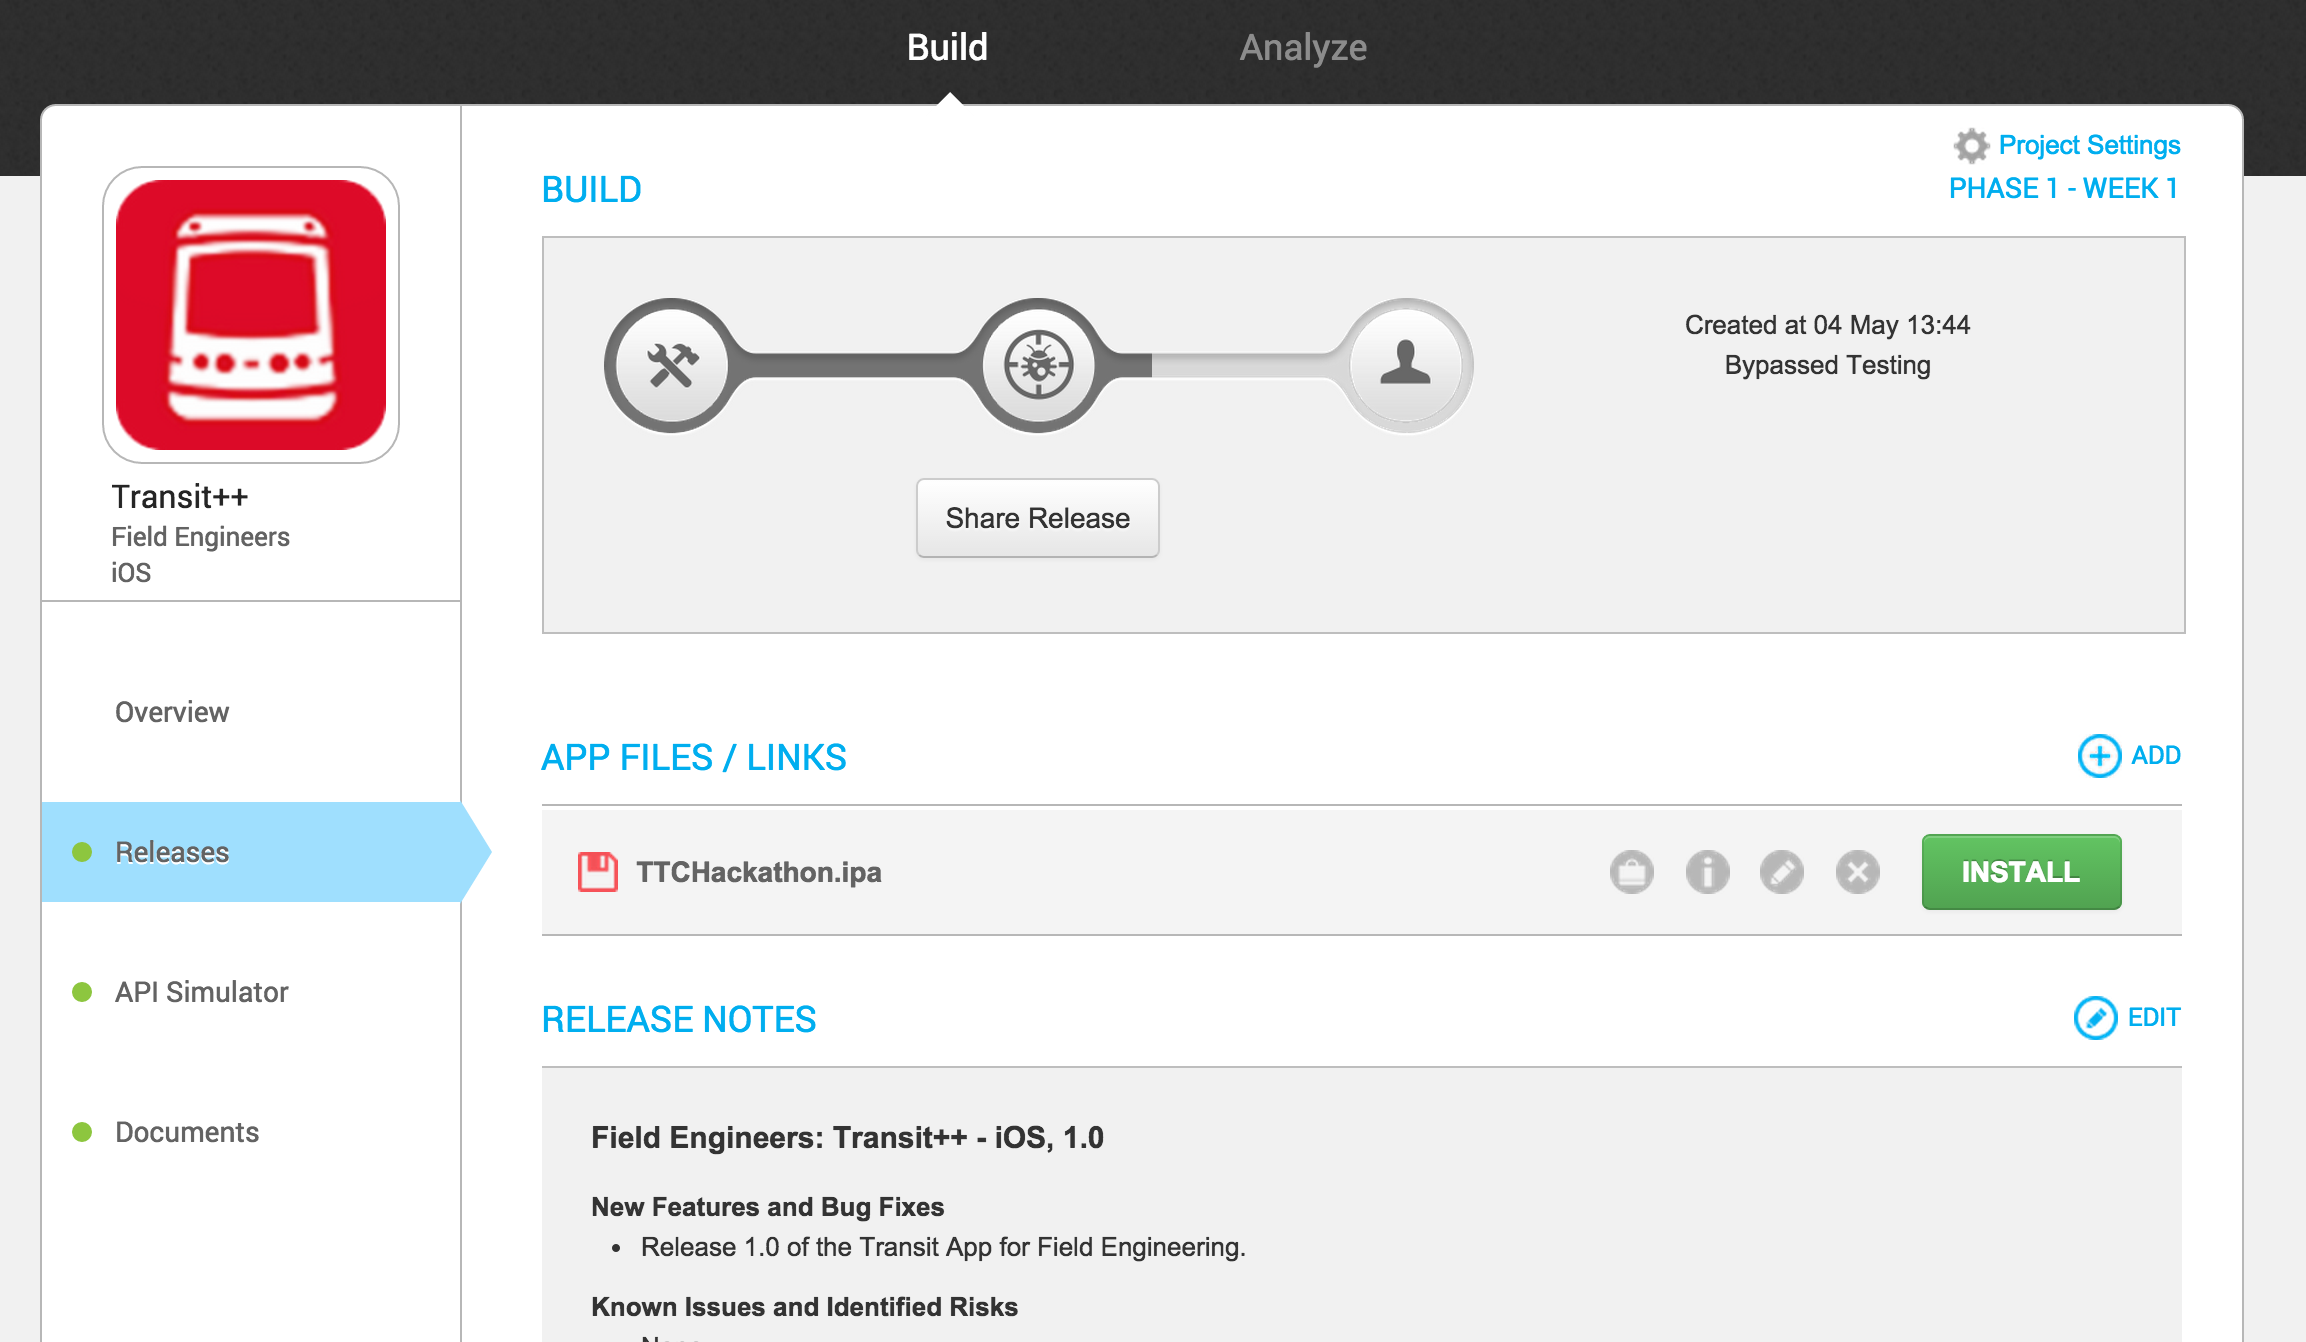 Build
Analyze
Project Settings
BUILD
PHASE 1 - WEEK 1
Created at 04 May 13:44
Bypassed Testing
Share Release
Transit++
Field Engineers
iOS
Overview
Releases
API Simulator
Documents
APP FILES / LINKS
ADD
TTCHackathon.ipa
INSTALL
RELEASE NOTES
EDIT
Field Engineers: Transit++ - iOS, 1.0
New Features and Bug Fixes
• Release 1.0 of the Transit App for Field Engineering.
Known Issues and Identified Risks